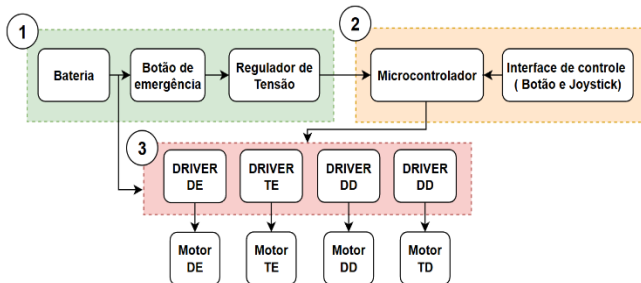 1
2
Bateria
Botão de
emergência
Regulador de
Tensão
Microcontrolador
Interface de controle
( Botão e Joystick)
3
DRIVER
DE
DRIVER
TE
DRIVER
DD
DRIVER
DD
Motor
DE
Motor
TE
Motor
DD
Motor
TD